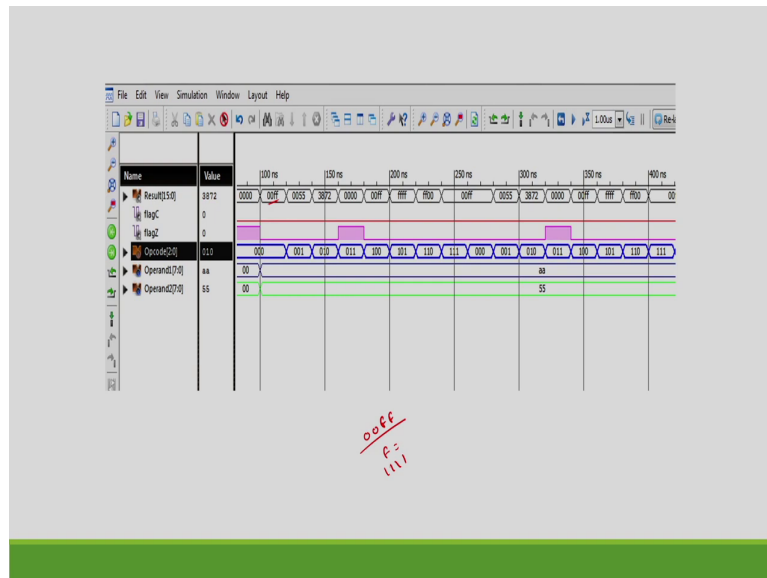 File Edit View Simulation Window Layout Help
1.00us Re-la
Name Value 100 ns 150 ns 200 ns 250 ns 300 ns 350 ns 400 ns
Result[15:0] 3872 0000 00ff 0055 3872 0000 00ff ffff ff00 00ff 0055 3872 0000 00ff ffff ff00 00
flagC 0
flagZ 0
Opcode[2:0] 010 000 001 010 011 100 101 110 111 000 001 010 011 100 101 110 111
Operand1[7:0] aa 00 aa
Operand2[7:0] 55 00 55
00ff
f =
1111